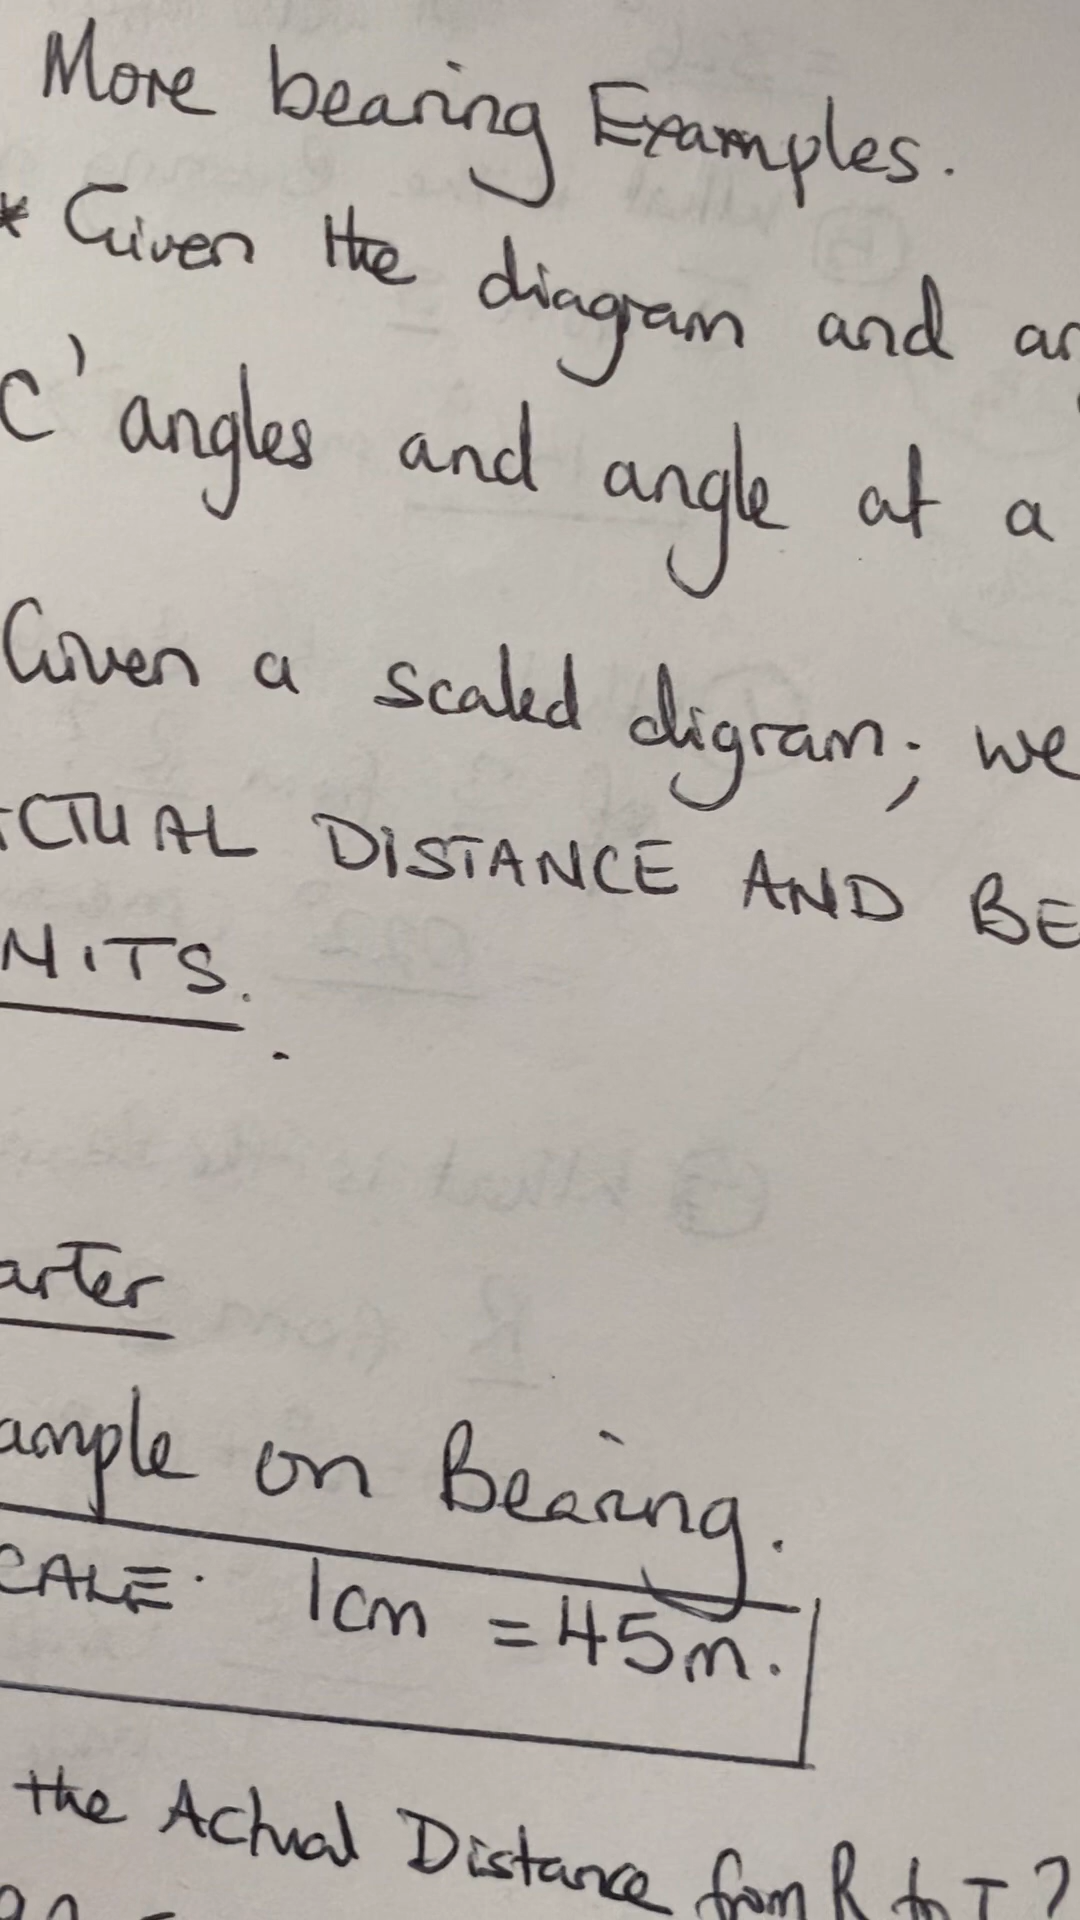 More bearing Examples.
* Given the diagram and
C' angles and angle at a
Given a scaled digram; we
CTUAL DISTANCE AND BE
NITS.
arter
ample on Bearing.
CALE. 1cm = 45m.
the Actual Distance from R to T?